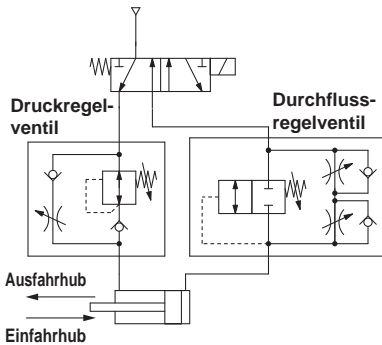 Druckregel-
ventil
Durchfluss-
regelventil
Ausfahrhub
Einfahrhub